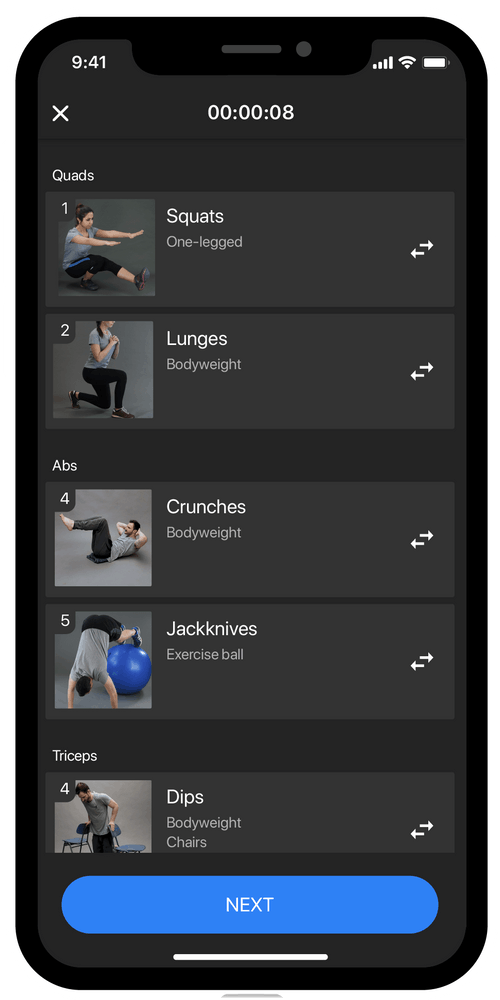 9:41
00:00:08
Quads
1
Squats
One-legged
2
Lunges
Bodyweight
Abs
4
Crunches
Bodyweight
5
Jackknives
Exercise ball
Triceps
4
Dips
Bodyweight
Chairs
NEXT